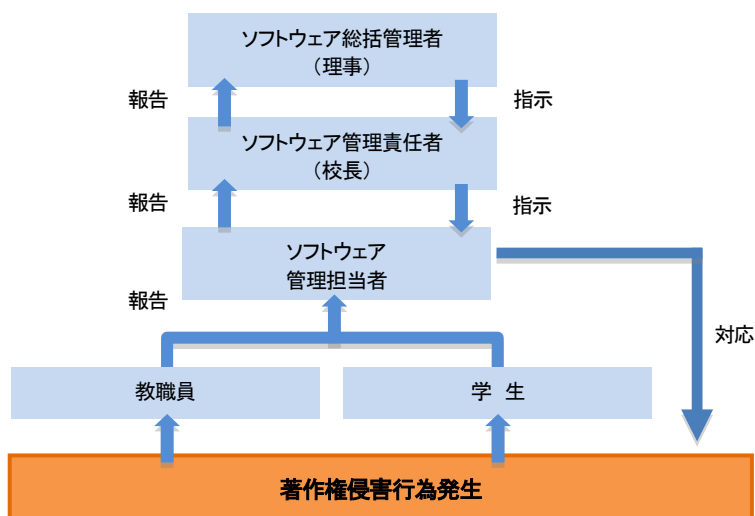 ソフトウェア総括管理者
（理事）
報告
指示
ソフトウェア管理責任者
（校長）
報告
指示
ソフトウェア
管理担当者
報告
対応
教職員
学 生
著作権侵害行為発生